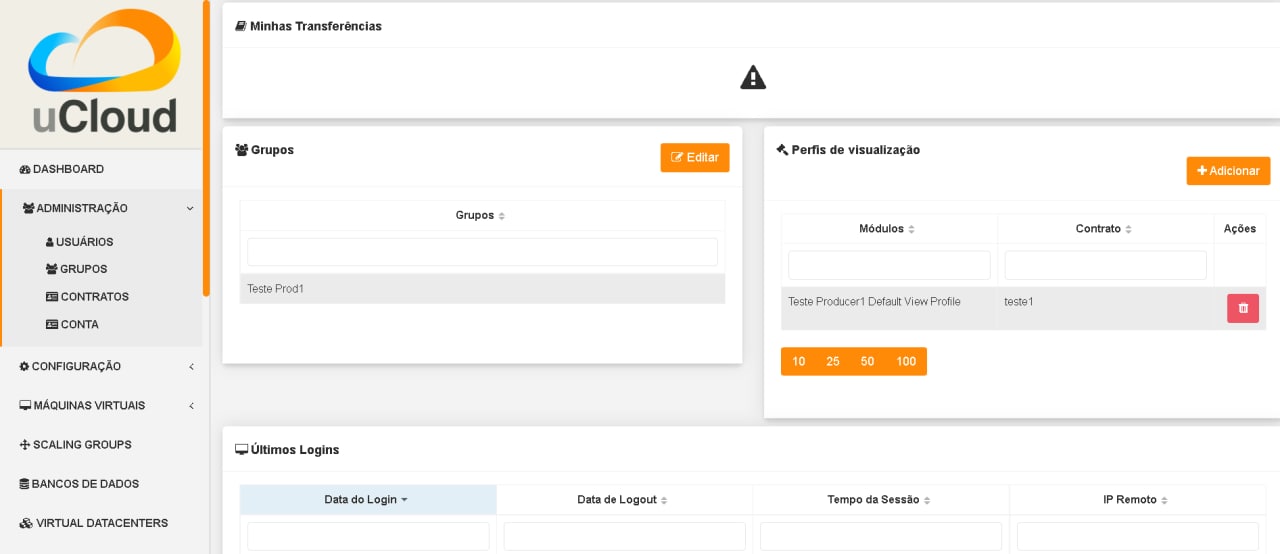 uCloud
DASHBOARD
ADMINISTRAÇÃO
USUÁRIOS
GRUPOS
CONTRATOS
CONTA
CONFIGURAÇÃO
MÁQUINAS VIRTUAIS
SCALING GROUPS
BANCOS DE DADOS
VIRTUAL DATACENTERS
Minhas Transferências
Grupos
Editar
Grupos
Teste Prod1
Perfis de visualização
Adicionar
Módulos Contrato Ações
Teste Producer1 Default View Profile teste1
10 25 50 100
Últimos Logins
Data do Login Data de Logout Tempo da Sessão IP Remoto